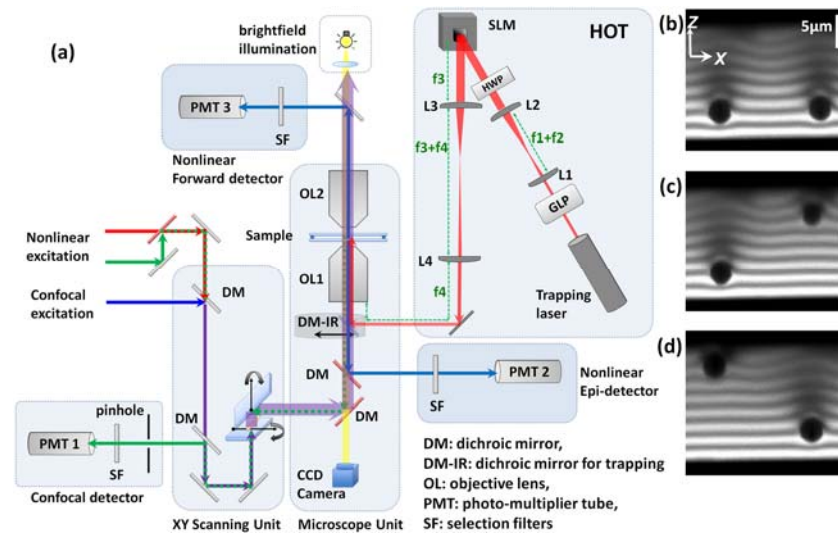 (a)
brightfield
illumination
PMT 3
SF
Nonlinear
Forward detector
OL2
Sample
OL1
DM-IR
DM
DM
Nonlinear
excitation
Confocal
excitation
DM
DM
pinhole
PMT 1
SF
Confocal detector
XY Scanning Unit
CCD
Camera
Microscope Unit
SLM
HOT
f3
L3
HWP
L2
f1+f2
f3+f4
L1
GLP
L4
f4
Trapping
laser
PMT 2
SF
Nonlinear
Epi-detector
DM: dichroic mirror,
DM-IR: dichroic mirror for trapping
OL: objective lens,
PMT: photo-multiplier tube,
SF: selection filters
(b)
Z
X
5µm
(c)
(d)